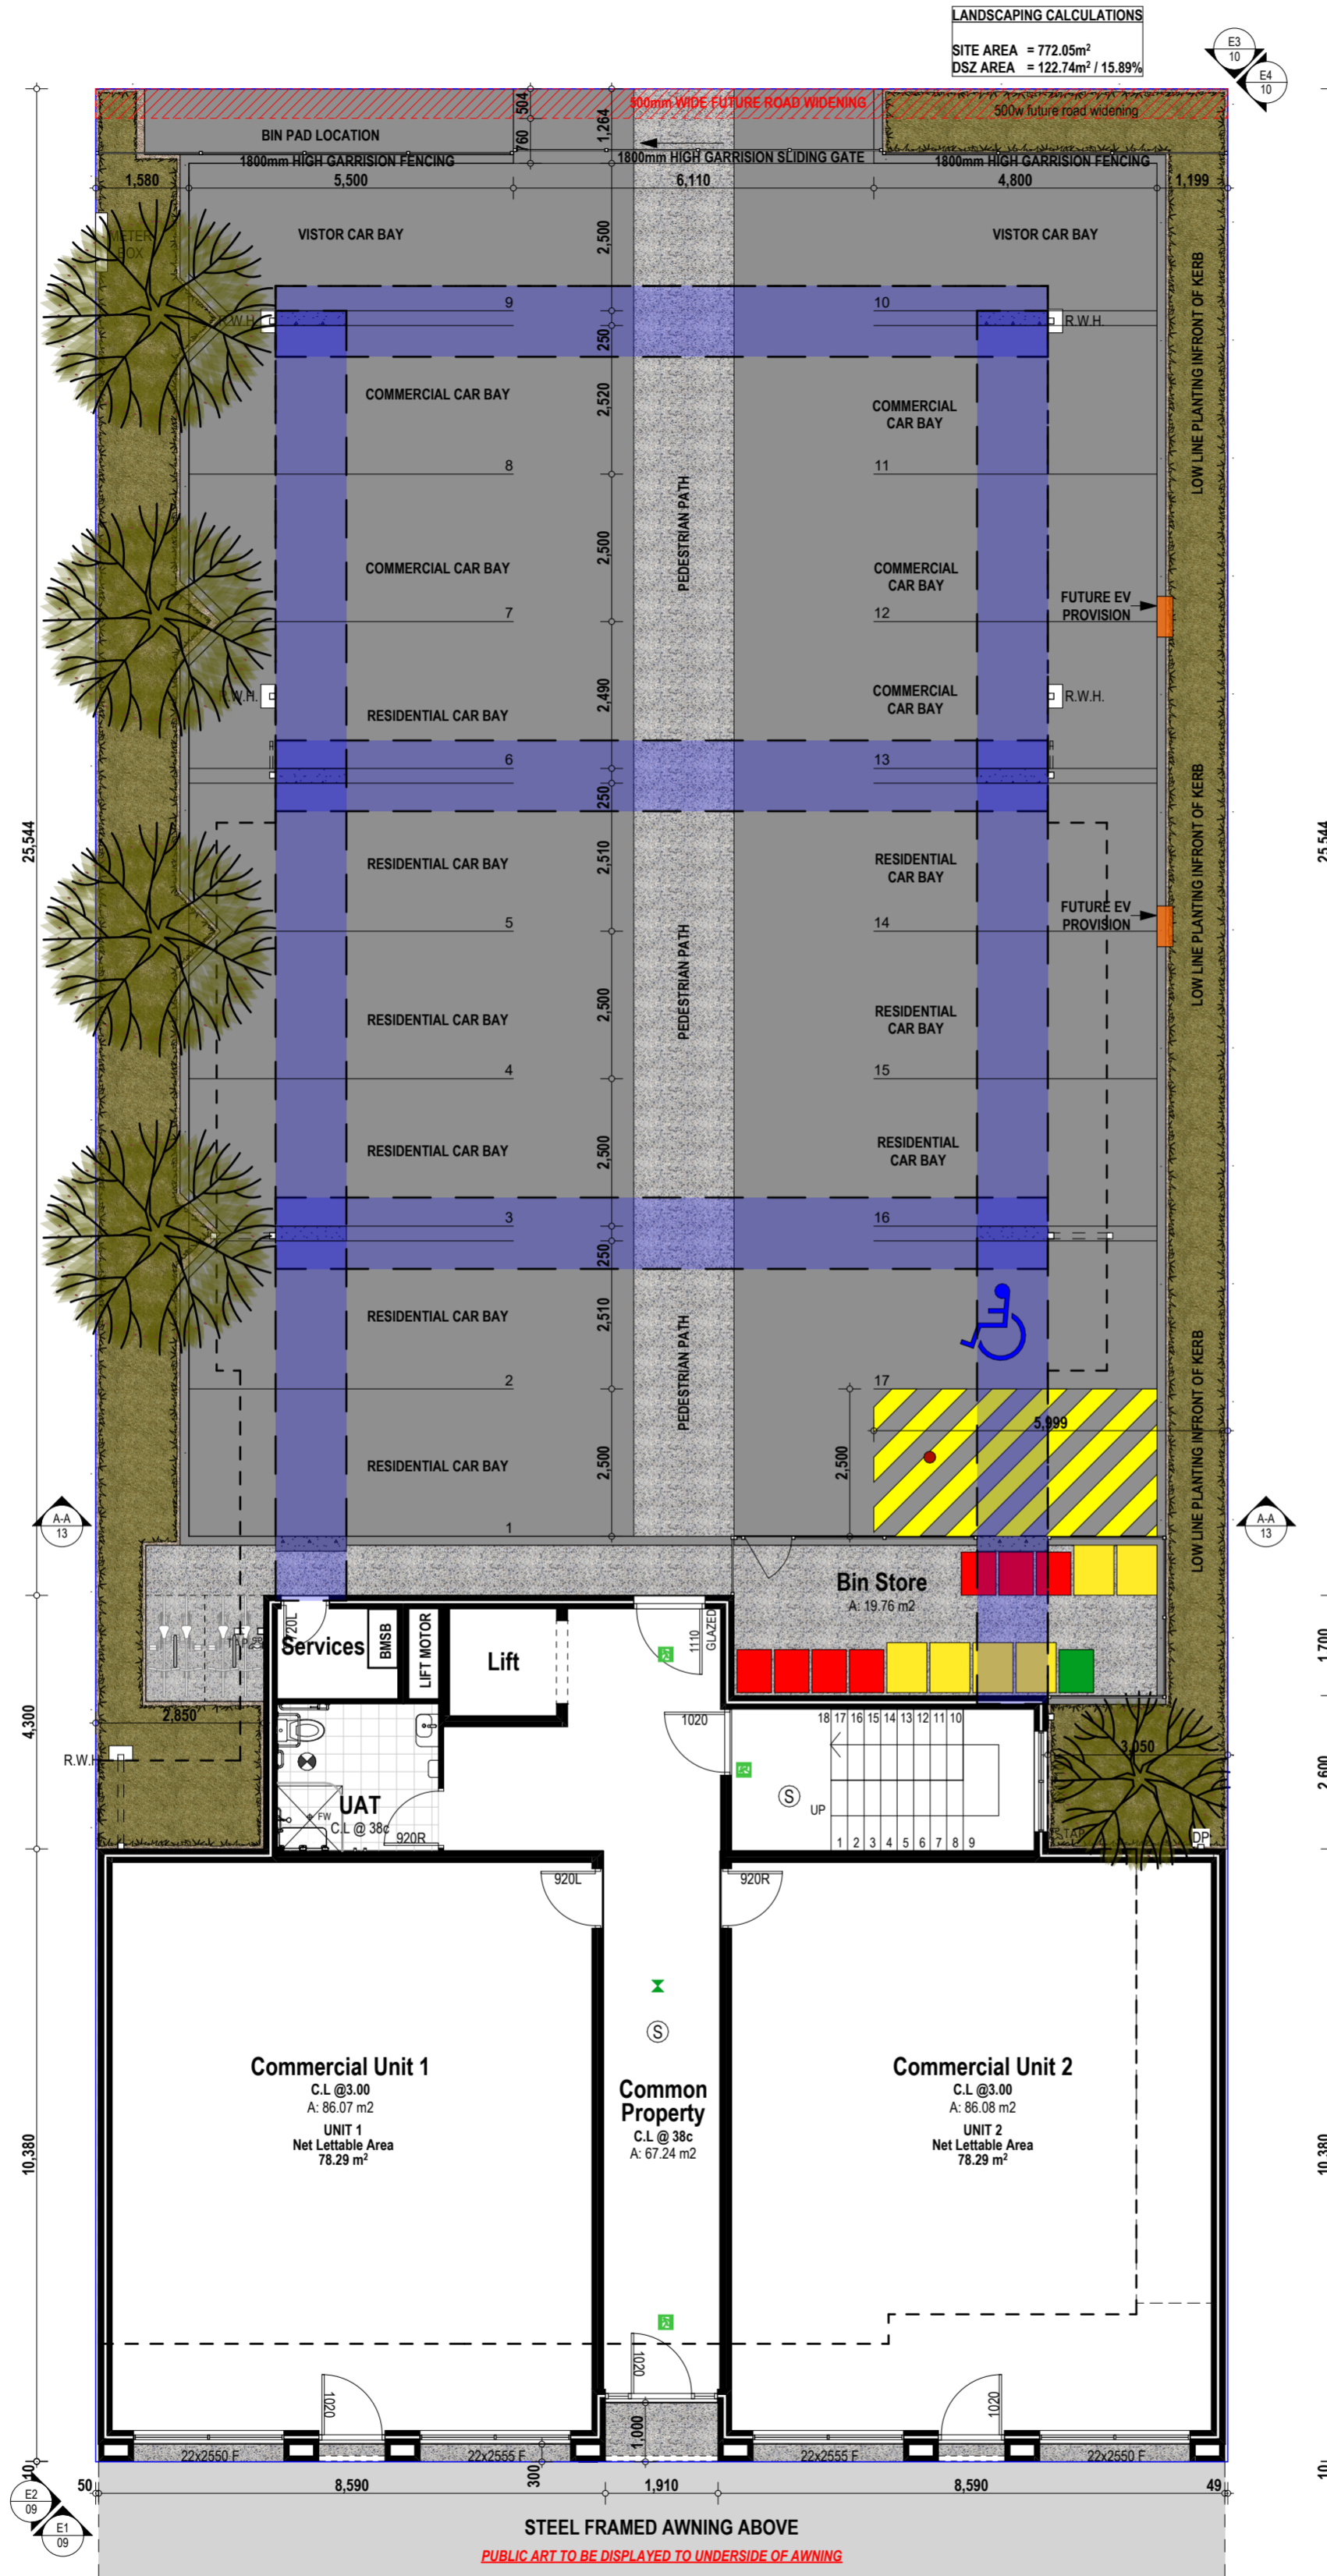 LANDSCAPING CALCULATIONS
SITE AREA = 772.05m²
DSZ AREA = 122.74m² / 15.89%
E3
10
E4
10
500mm WIDE FUTURE ROAD WIDENING
500w future road widening
504
760
1,264
BIN PAD LOCATION
1800mm HIGH GARRISION FENCING
1800mm HIGH GARRISION SLIDING GATE
1800mm HIGH GARRISION FENCING
1,580
5,500
6,110
4,800
1,199
METER
BOX
VISTOR CAR BAY
2,500
VISTOR CAR BAY
LOW LINE PLANTING INFRONT OF KERB
9
10
R.W.H.
R.W.H.
250
COMMERCIAL CAR BAY
2,520
COMMERCIAL
CAR BAY
8
11
PEDESTRIAN PATH
COMMERCIAL CAR BAY
2,500
COMMERCIAL
CAR BAY
FUTURE EV
PROVISION
7
12
R.W.H.
2,490
COMMERCIAL
CAR BAY
R.W.H.
RESIDENTIAL CAR BAY
6
13
250
25,544
25,544
RESIDENTIAL CAR BAY
2,510
RESIDENTIAL
CAR BAY
LOW LINE PLANTING INFRONT OF KERB
FUTURE EV
PROVISION
5
14
PEDESTRIAN PATH
RESIDENTIAL CAR BAY
2,500
RESIDENTIAL
CAR BAY
4
15
RESIDENTIAL CAR BAY
2,500
RESIDENTIAL
CAR BAY
3
16
250
RESIDENTIAL CAR BAY
2,510
PEDESTRIAN PATH
2
17
5,999
LOW LINE PLANTING INFRONT OF KERB
RESIDENTIAL CAR BAY
2,500
2,500
A-A
13
A-A
13
1
Bin Store
A: 19.76 m2
720L
Services
BMSB
LIFT MOTOR
Lift
1110
GLAZED
TAP
1,700
4,300
2,850
1020
18 17 16 15 14 13 12 11 10
3,050
2,600
R.W.H
S
UP
UAT
C.L @ 38c
FW
920R
1 2 3 4 5 6 7 8 9
TAP
DP
920L
920R
S
Commercial Unit 1
C.L @3.00
A: 86.07 m2
UNIT 1
Net Lettable Area
78.29 m²
Common
Property
C.L @ 38c
A: 67.24 m2
Commercial Unit 2
C.L @3.00
A: 86.08 m2
UNIT 2
Net Lettable Area
78.29 m²
10,380
10,380
1020
1020
1020
1,000
22x2550 F
22x2555 F
22x2555 F
22x2550 F
10
10
300
50
8,590
1,910
8,590
49
E2
09
E1
09
STEEL FRAMED AWNING ABOVE
PUBLIC ART TO BE DISPLAYED TO UNDERSIDE OF AWNING